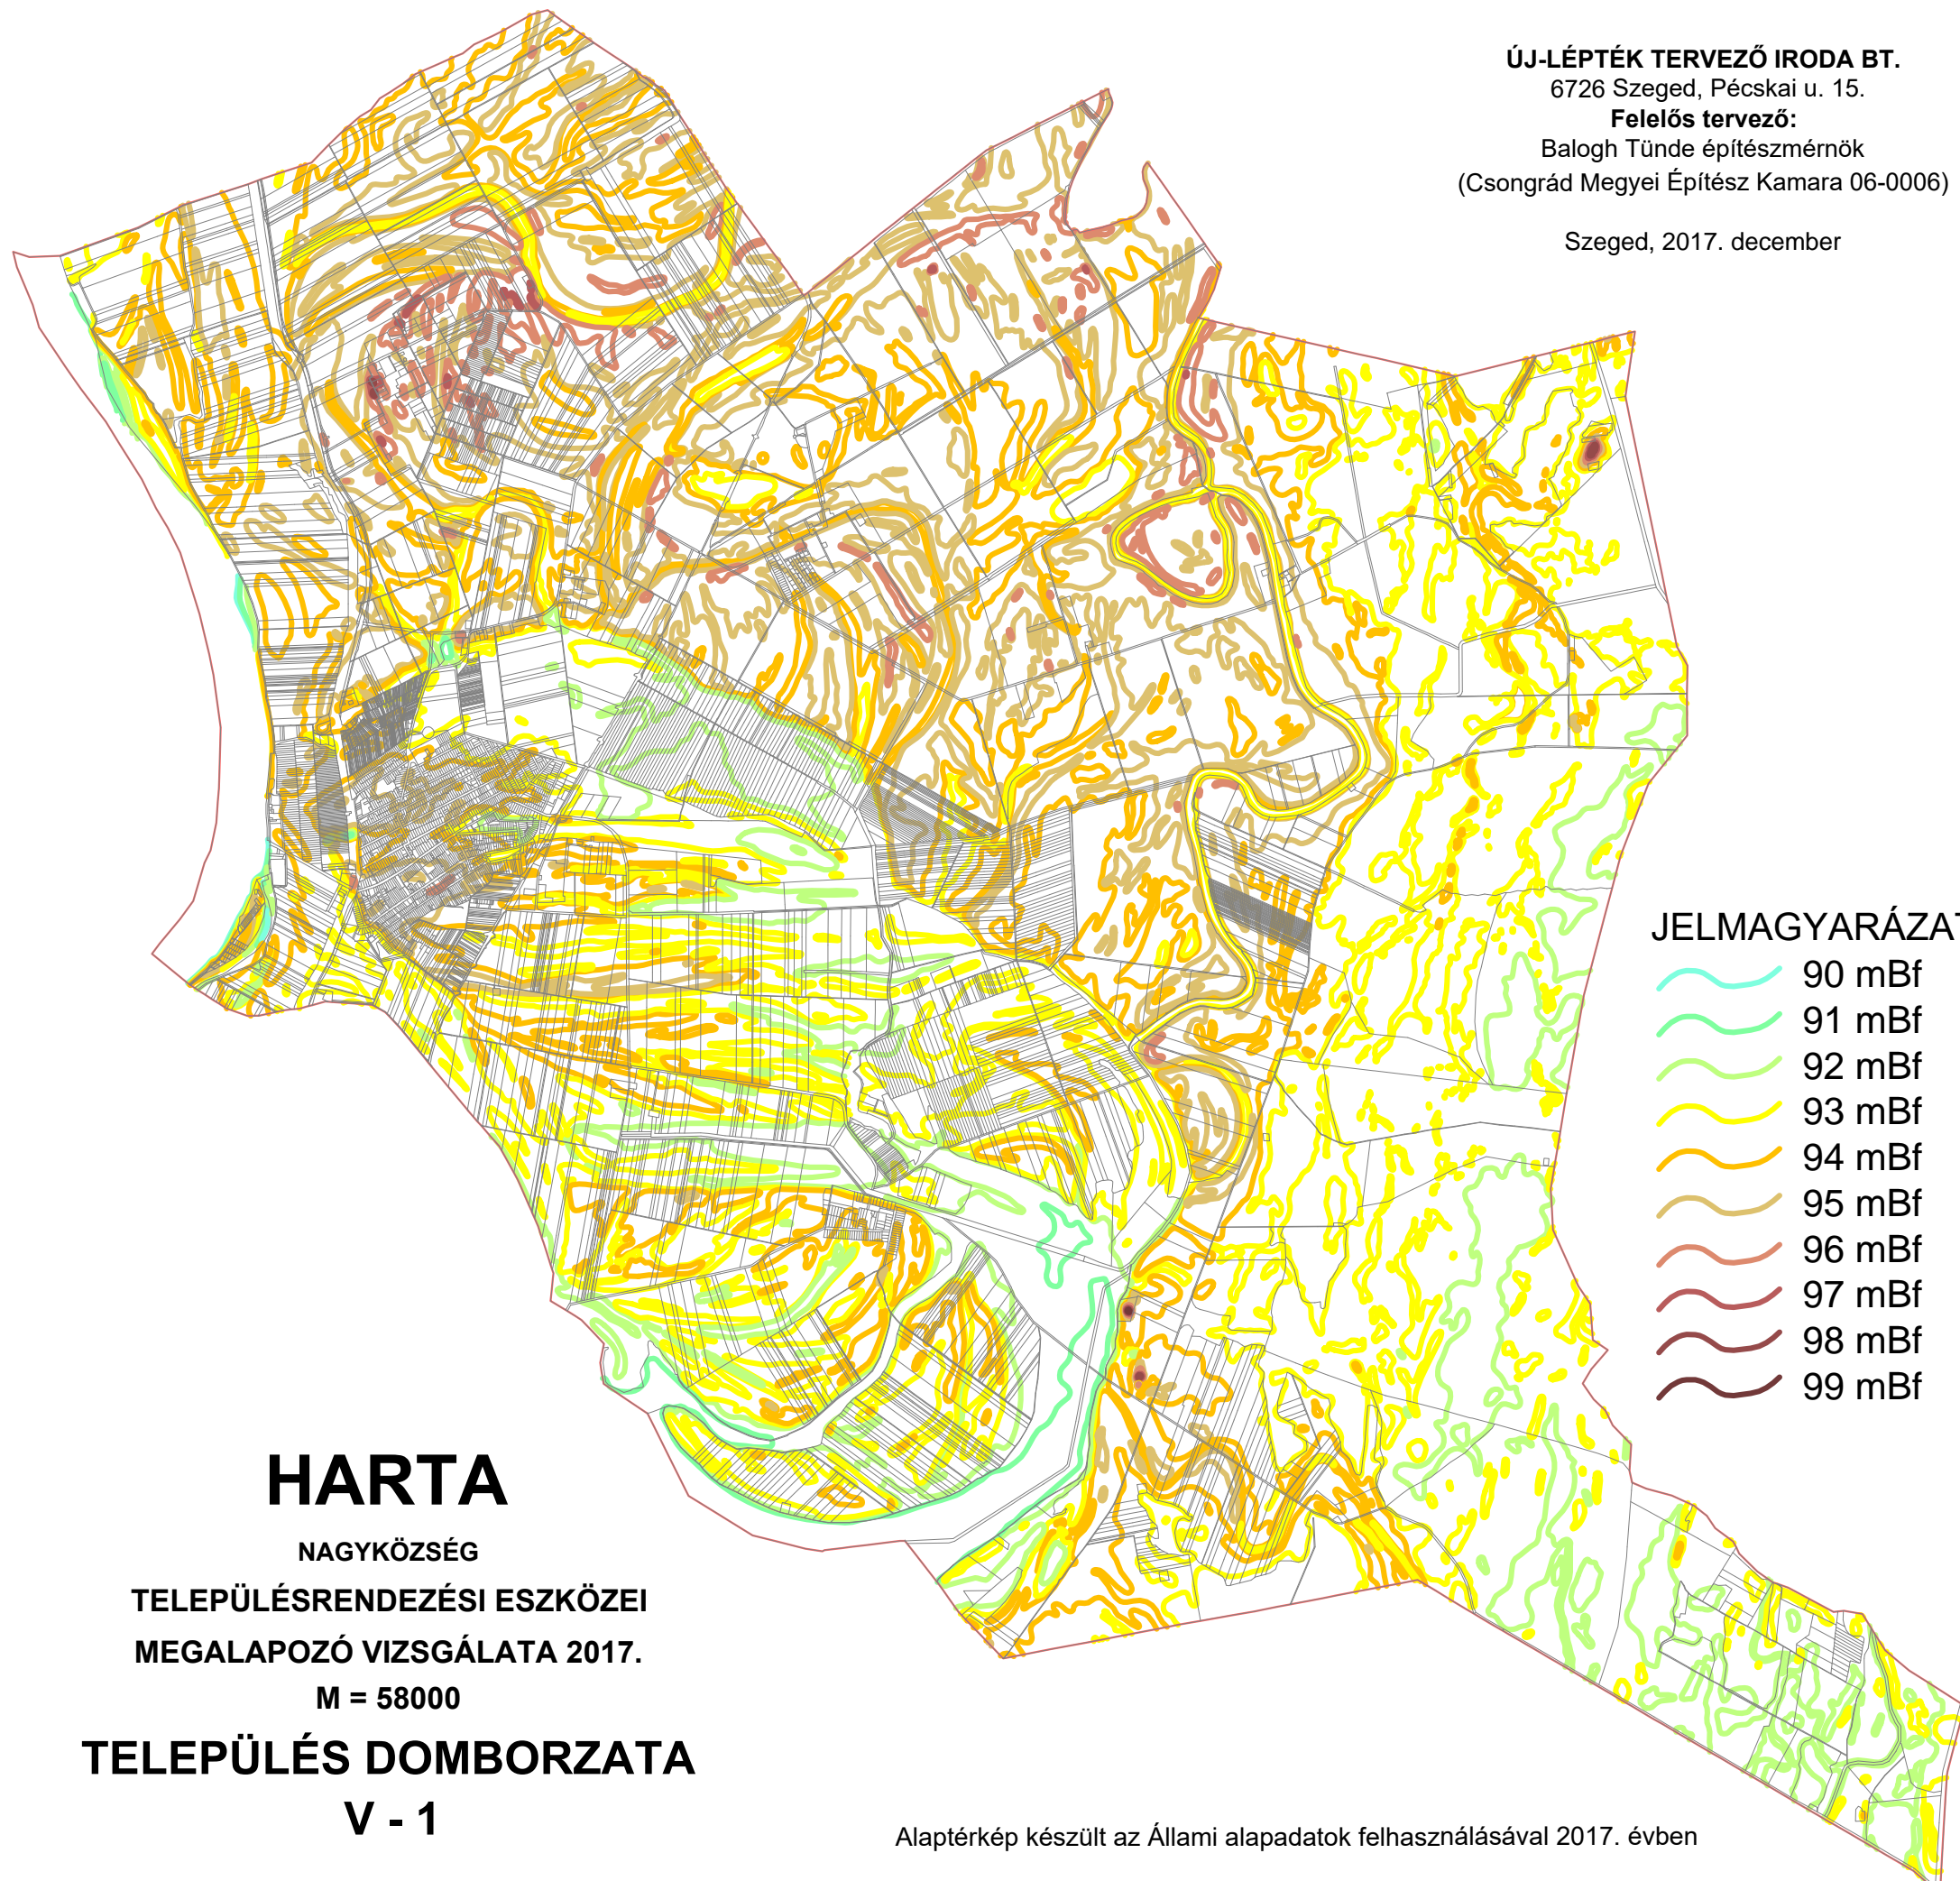 ÚJ-LÉPTÉK TERVEZŐ IRODA BT.
6726 Szeged, Pécskai u. 15.
Felelős tervező:
Balogh Tünde építészmérnök
(Csongrád Megyei Építész Kamara 06-0006)
Szeged, 2017. december
JELMAGYARÁZAT
90 mBf
91 mBf
92 mBf
93 mBf
94 mBf
95 mBf
96 mBf
97 mBf
98 mBf
99 mBf
HARTA
NAGYKÖZSÉG
TELEPÜLÉSRENDEZÉSI ESZKÖZEI
MEGALAPOZÓ VIZSGÁLATA 2017.
M = 58000
TELEPÜLÉS DOMBORZATA
V - 1
Alaptérkép készült az Állami alapadatok felhasználásával 2017. évben